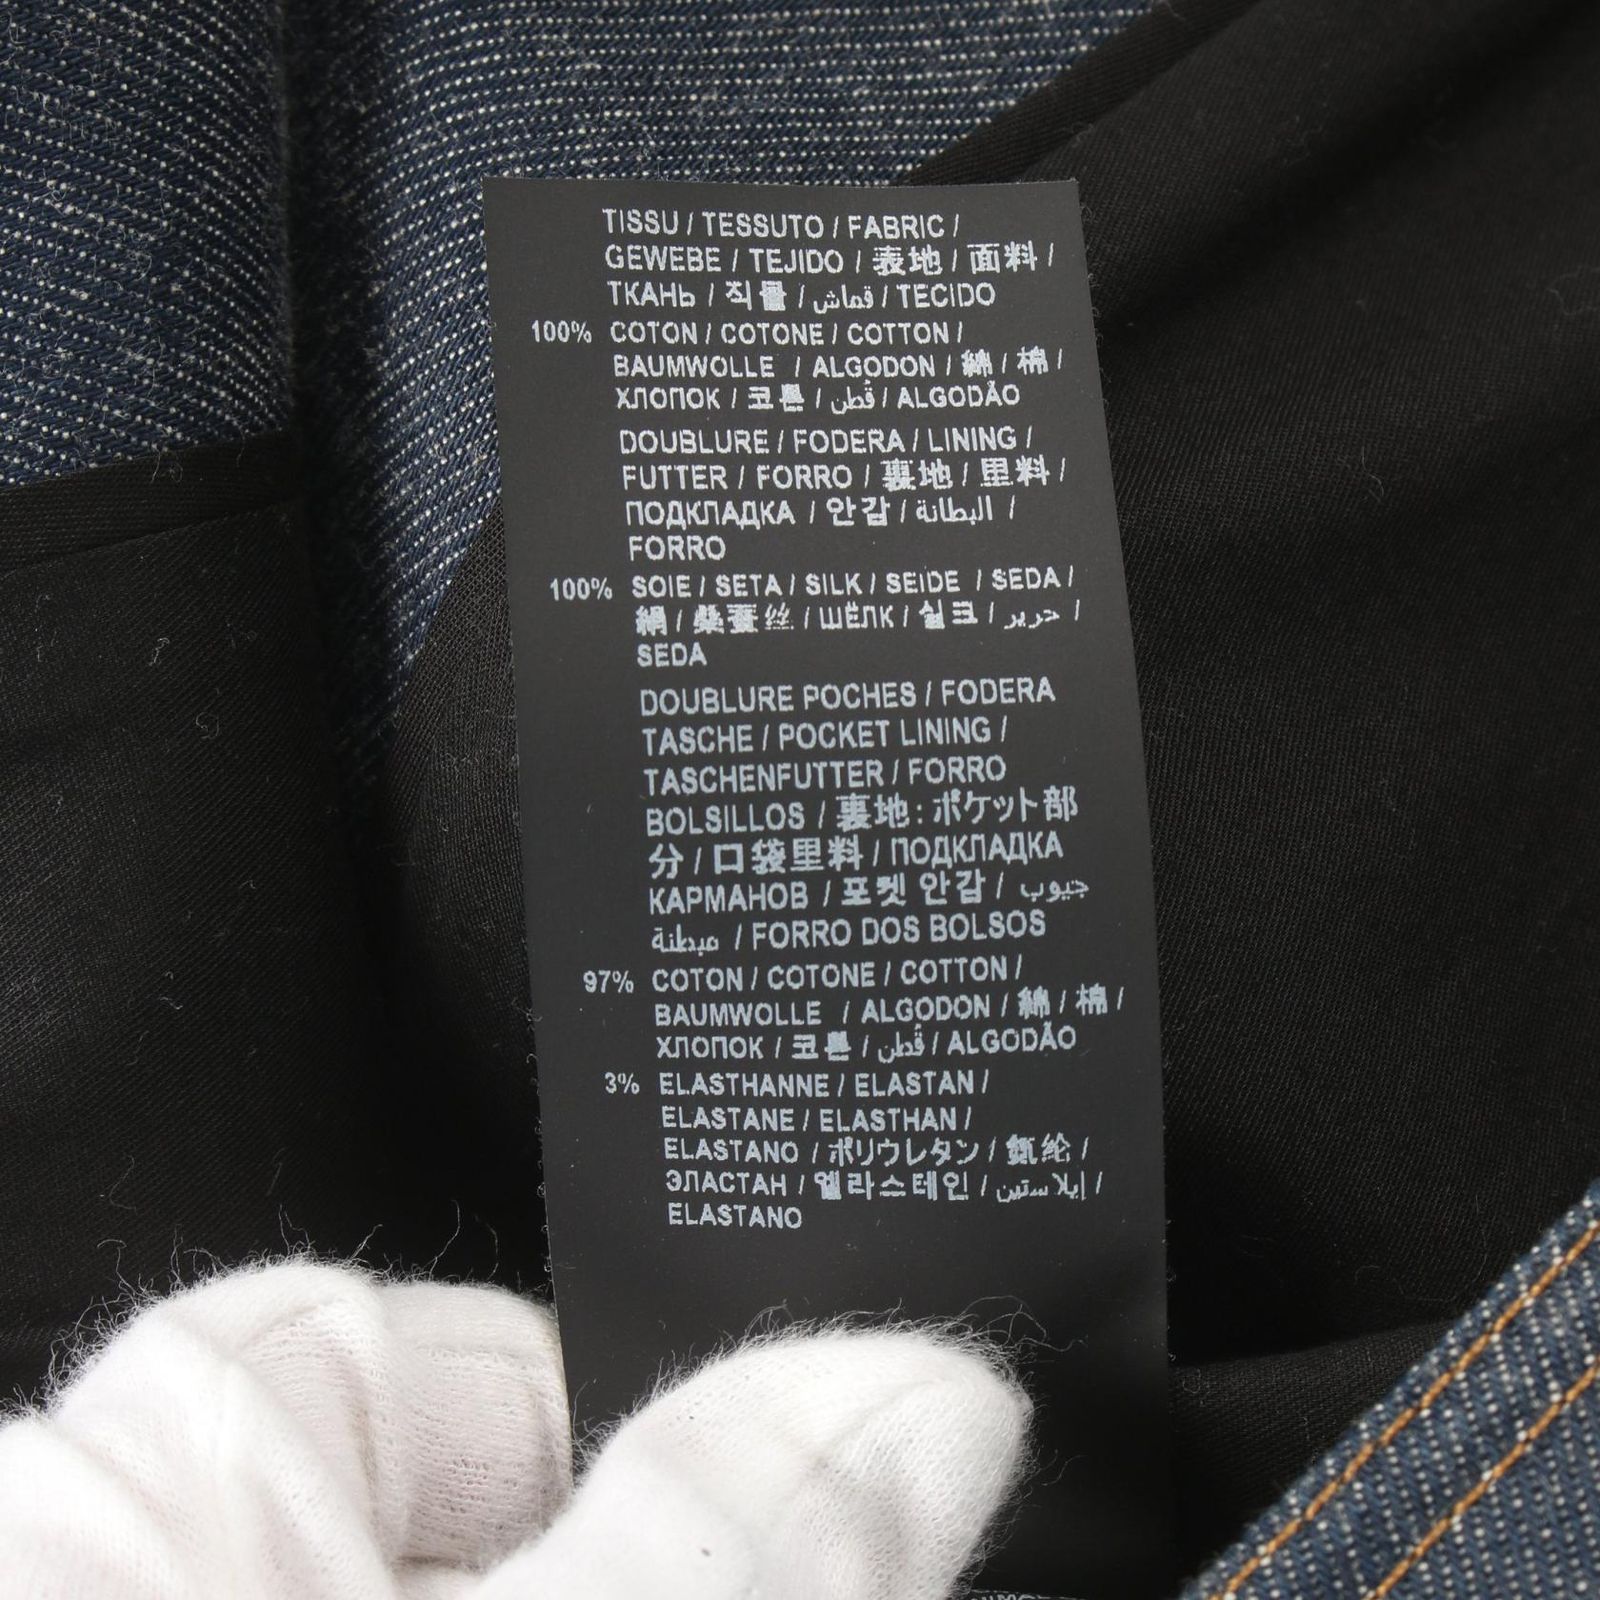 TISSU / TESSUTO / FABRIC /
GEWEBE / TEJIDO / 表地 / 面料 /
ТКАНЬ / 직물 / قماش / TECIDO
100% COTON / COTONE / COTTON /
BAUMWOLLE / ALGODON / 綿 / 棉 /
ХЛОПОК / 코튼 / قُطن / ALGODÃO
DOUBLURE / FODERA / LINING /
FUTTER / FORRO / 裏地 / 里料 /
ПОДКЛАДКА / 안감 / البطانة /
FORRO
100% SOIE / SETA / SILK / SEIDE / SEDA /
絹 / 桑蚕丝 / ШЁЛК / 실크 / حرير /
SEDA
DOUBLURE POCHES / FODERA
TASCHE / POCKET LINING /
TASCHENFUTTER / FORRO
BOLSILLOS / 裏地 : ポケット部
分 / 口袋里料 / ПОДКЛАДКА
КАРМАНОВ / 포켓 안감 / جيوب
مبطنة / FORRO DOS BOLSOS
97% COTON / COTONE / COTTON /
BAUMWOLLE / ALGODON / 綿 / 棉 /
ХЛОПОК / 코튼 / قُطن / ALGODÃO
3% ELASTHANNE / ELASTAN /
ELASTANE / ELASTHAN /
ELASTANO / ポリウレタン / 氨纶 /
ЭЛАСТАН / 엘라스테인 / إيلاستين /
ELASTANO